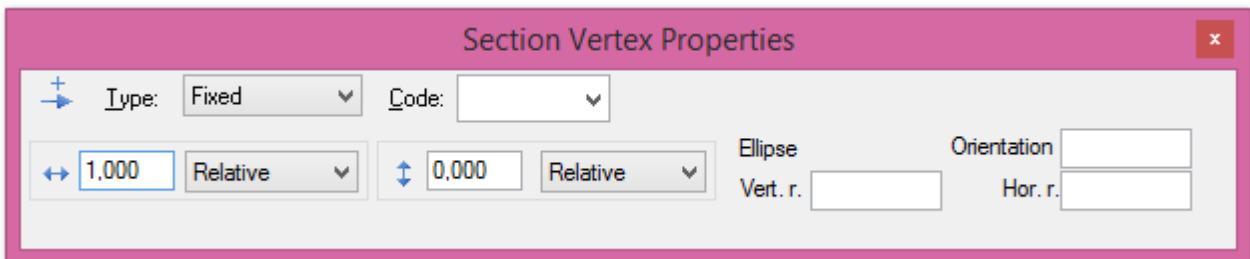 Section Vertex Properties
x
Type: Fixed Code:
1,000 Relative 0,000 Relative
Ellipse Orientation
Vert. r. Hor. r.